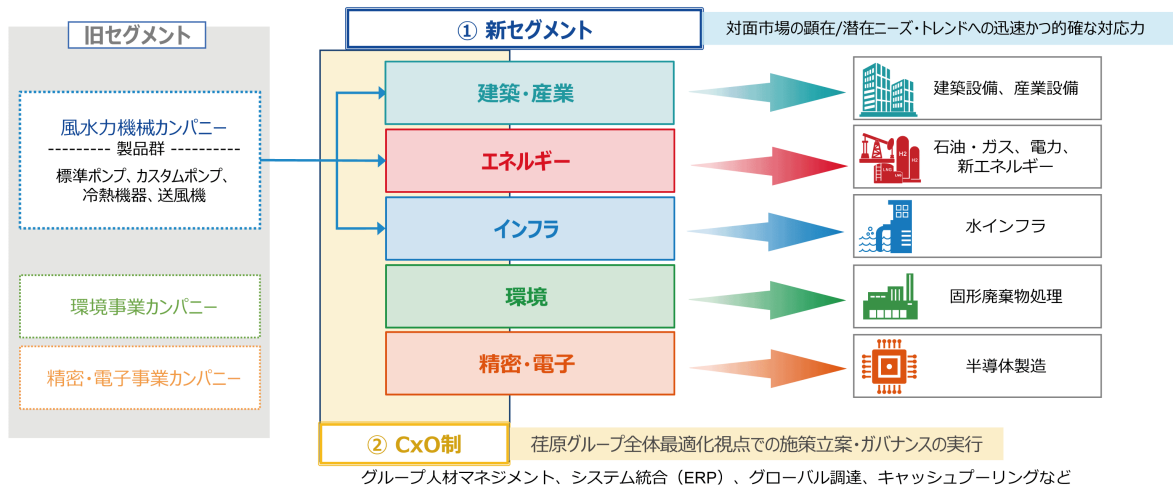 旧セグメント
風水力機械カンパニー
--------- 製品群 ----------
標準ポンプ、カスタムポンプ、
冷熱機器、送風機
環境事業カンパニー
精密・電子事業カンパニー
① 新セグメント
対面市場の顕在/潜在ニーズ・トレンドへの迅速かつ的確な対応力
建築・産業
建築設備、産業設備
エネルギー
H2
H2
LNG
LNG
石油・ガス、電力、
新エネルギー
インフラ
水インフラ
環境
固形廃棄物処理
精密・電子
半導体製造
② CxO制
荏原グループ全体最適化視点での施策立案・ガバナンスの実行
グループ人材マネジメント、システム統合（ERP）、グローバル調達、キャッシュプーリングなど